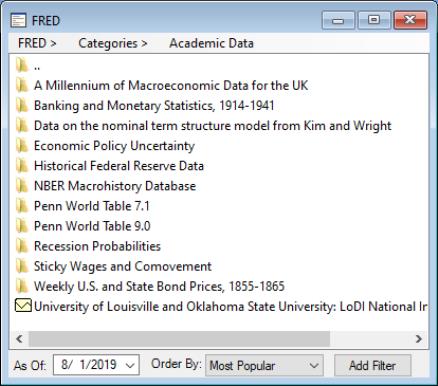 FRED
FRED > Categories > Academic Data
..
A Millennium of Macroeconomic Data for the UK
Banking and Monetary Statistics, 1914-1941
Data on the nominal term structure model from Kim and Wright
Economic Policy Uncertainty
Historical Federal Reserve Data
NBER Macrohistory Database
Penn World Table 7.1
Penn World Table 9.0
Recession Probabilities
Sticky Wages and Comovement
Weekly U.S. and State Bond Prices, 1855-1865
University of Louisville and Oklahoma State University: LoDI National In
As Of: 8/ 1/2019 Order By: Most Popular Add Filter